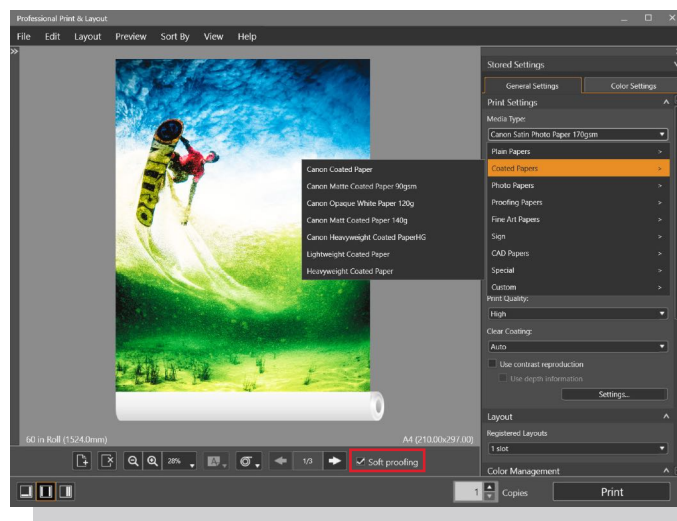 Professional Print & Layout
File Edit Layout Preview Sort By View Help
Stored Settings
General Settings Color Settings
Print Settings
Media Type:
Canon Satin Photo Paper 170gsm
Plain Papers >
Coated Papers >
Photo Papers >
Proofing Papers >
Fine Art Papers >
Sign >
CAD Papers >
Special >
Custom >
Canon Coated Paper
Canon Matte Coated Paper 90gsm
Canon Opaque White Paper 120g
Canon Matt Coated Paper 140g
Canon Heavyweight Coated PaperHG
Lightweight Coated Paper
Heavyweight Coated Paper
Print Quality:
High
Clear Coating:
Auto
Use contrast reproduction
Use depth information
Settings...
Layout
Registered Layouts
1 slot
Color Management
60 in Roll (1524.0mm) A4 (210.00x297.00)
28% A 1/3 Soft proofing
1 Copies Print